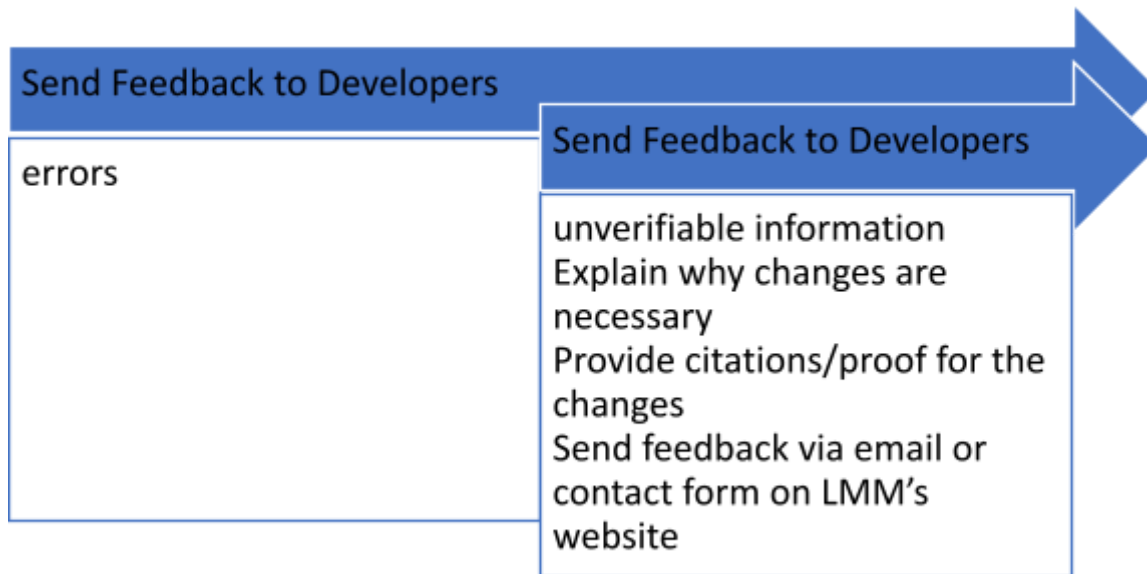 Send Feedback to Developers
errors
Send Feedback to Developers
unverifiable information
Explain why changes are
necessary
Provide citations/proof for the
changes
Send feedback via email or
contact form on LMM’s
website